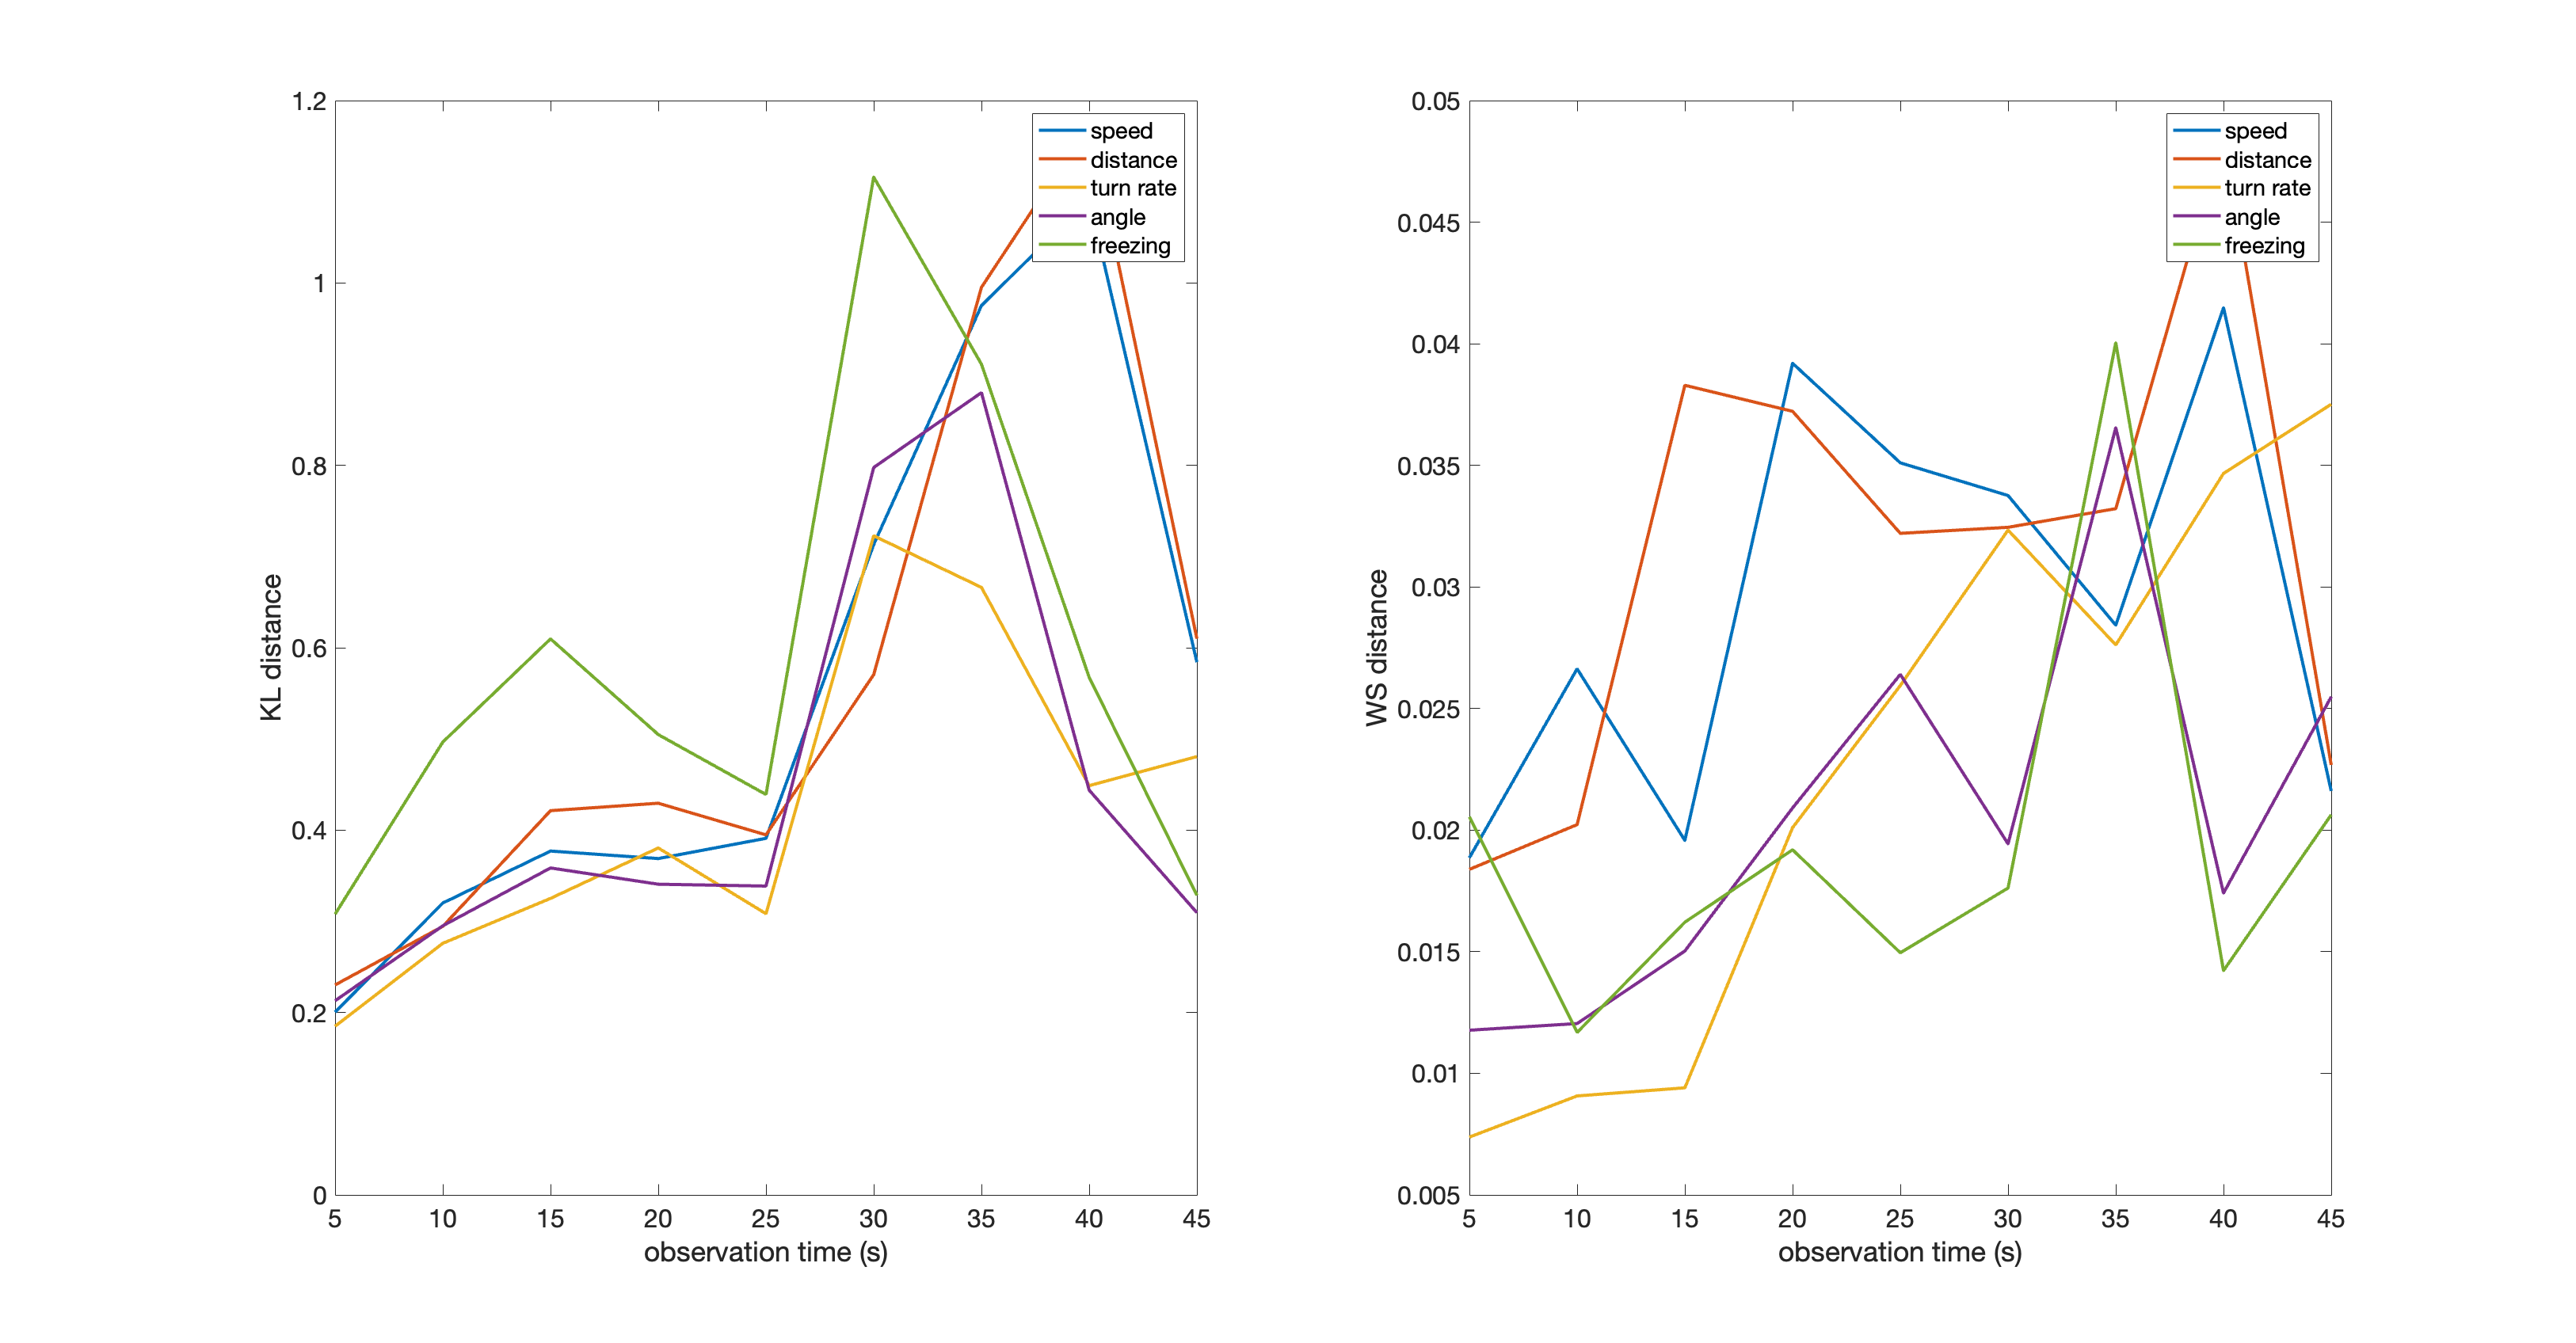 1.2
1
0.8
0.6
0.4
0.2
0
KL distance
5 10 15 20 25 30 35 40 45
observation time (s)
speed
distance
turn rate
angle
freezing
0.05
0.045
0.04
0.035
0.03
0.025
0.02
0.015
0.01
0.005
WS distance
5 10 15 20 25 30 35 40 45
observation time (s)
speed
distance
turn rate
angle
freezing